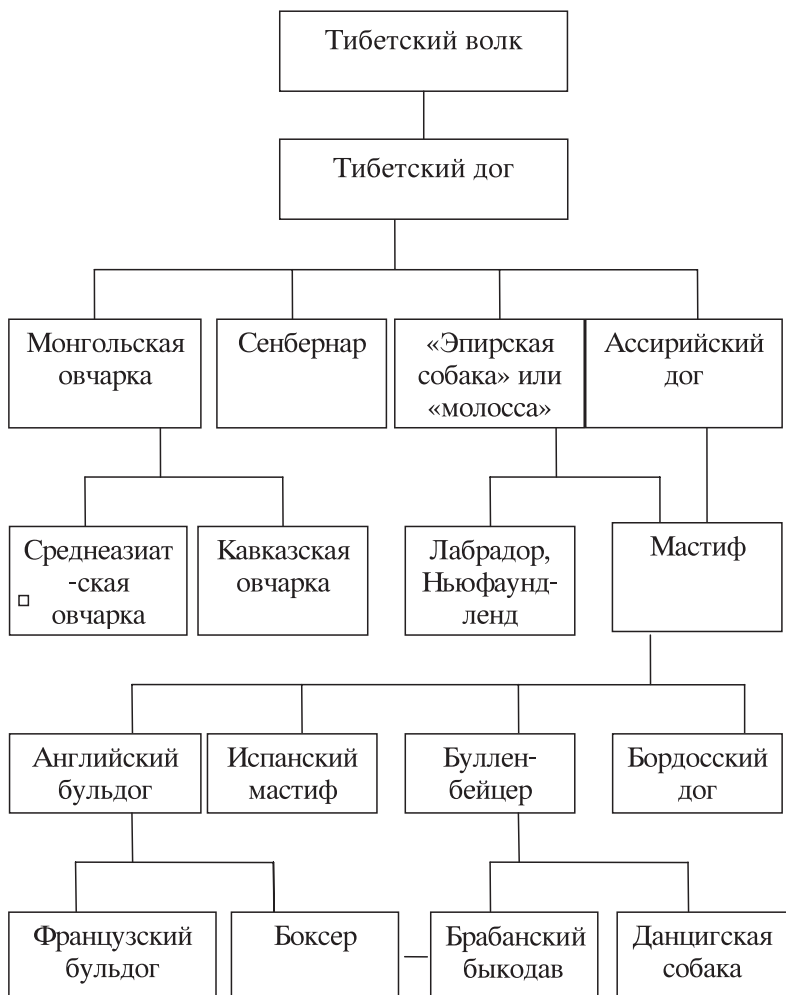 Тибетский волк
Тибетский дог
Монгольская
овчарка
Сенбернар
«Эпирская
собака» или
«молосса»
Ассирийский
дог
Среднеазиат
-ская
овчарка
Кавказская
овчарка
Лабрадор,
Ньюфаунд-
ленд
Мастиф
Английский
бульдог
Испанский
мастиф
Буллен-
бейцер
Бордосский
дог
Французский
бульдог
Боксер
Брабанский
быкодав
Данцигская
собака